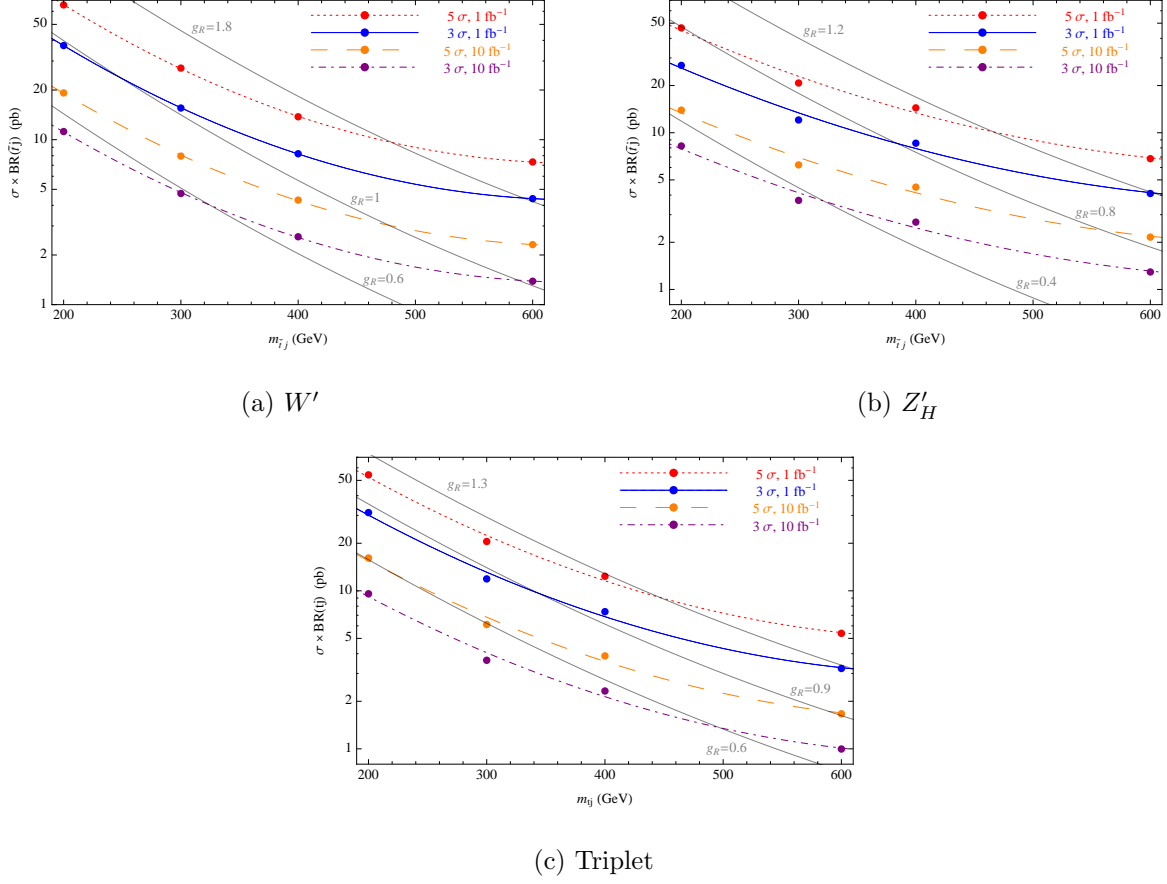 g_R=1.8
5 σ, 1 fb⁻¹
3 σ, 1 fb⁻¹
5 σ, 10 fb⁻¹
3 σ, 10 fb⁻¹
g_R=1
g_R=0.6
σ × BR(t̄j) (pb)
50
20
10
5
2
1
200 300 400 500 600
m_{t̄ j} (GeV)
(a) W′
g_R=1.2
5 σ, 1 fb⁻¹
3 σ, 1 fb⁻¹
5 σ, 10 fb⁻¹
3 σ, 10 fb⁻¹
g_R=0.8
g_R=0.4
σ × BR(t̄j) (pb)
50
20
10
5
2
1
200 300 400 500 600
m_{t̄ j} (GeV)
(b) Z′_H
g_R=1.3
5 σ, 1 fb⁻¹
3 σ, 1 fb⁻¹
5 σ, 10 fb⁻¹
3 σ, 10 fb⁻¹
g_R=0.9
g_R=0.6
σ × BR(tj) (pb)
50
20
10
5
2
1
200 300 400 500 600
m_{tj} (GeV)
(c) Triplet